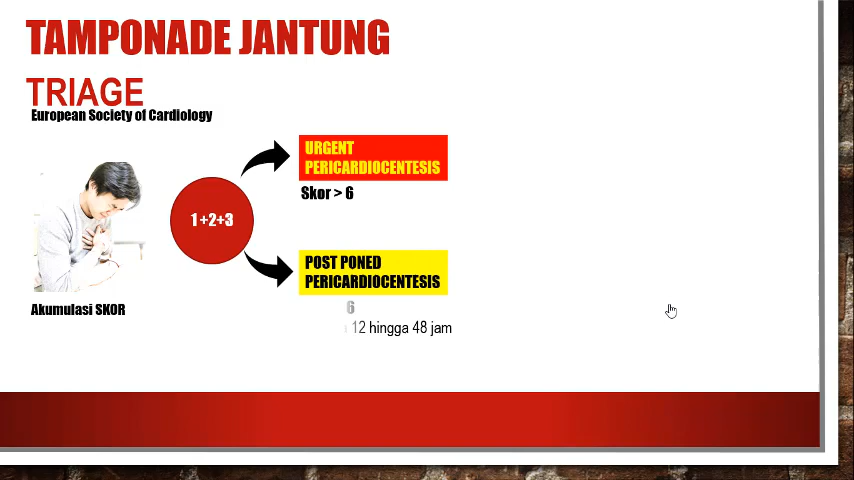 TAMPONADE JANTUNG
TRIAGE
European Society of Cardiology
URGENT
PERICARDIOCENTESIS
Skor > 6
1+2+3
POST PONED
PERICARDIOCENTESIS
6
12 hingga 48 jam
Akumulasi SKOR